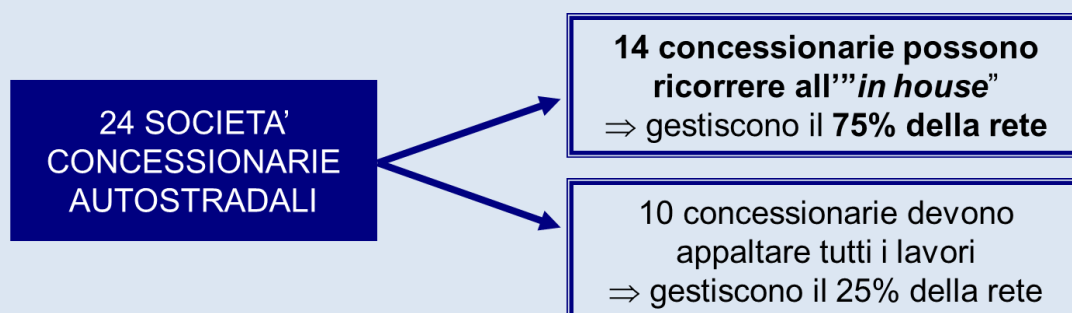 24 SOCIETA’
CONCESSIONARIE
AUTOSTRADALI
14 concessionarie possono
ricorrere all’”in house”
⇒ gestiscono il 75% della rete
10 concessionarie devono
appaltare tutti i lavori
⇒ gestiscono il 25% della rete